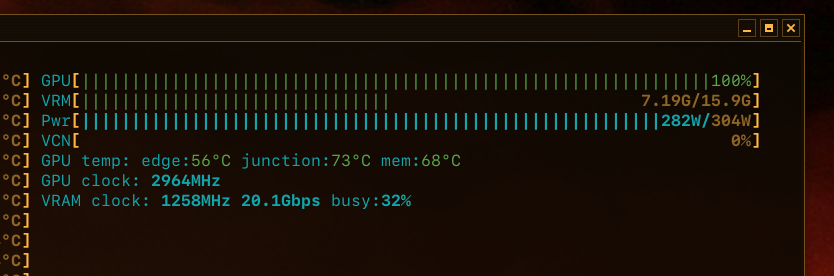 °C] GPU[100%]
°C] VRM[7.19G/15.9G]
°C] Pwr[282W/304W]
°C] VCN[0%]
°C] GPU temp: edge:56°C junction:73°C mem:68°C
°C] GPU clock: 2964MHz
°C] VRAM clock: 1258MHz 20.1Gbps busy:32%
°C]
°C]
°C]